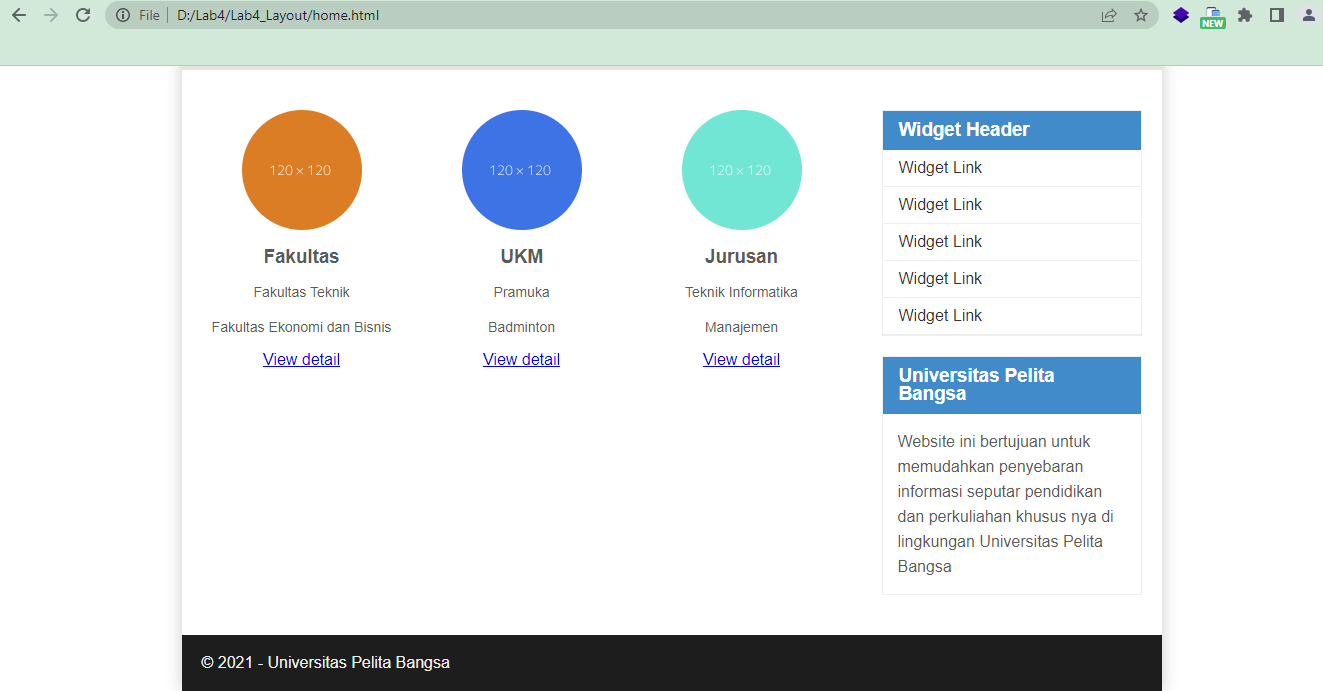 File | D:/Lab4/Lab4_Layout/home.html
NEW
120 × 120
Fakultas
Fakultas Teknik
Fakultas Ekonomi dan Bisnis
View detail
120 × 120
UKM
Pramuka
Badminton
View detail
120 × 120
Jurusan
Teknik Informatika
Manajemen
View detail
Widget Header
Widget Link
Widget Link
Widget Link
Widget Link
Widget Link
Universitas Pelita
Bangsa
Website ini bertujuan untuk
memudahkan penyebaran
informasi seputar pendidikan
dan perkuliahan khusus nya di
lingkungan Universitas Pelita
Bangsa
© 2021 - Universitas Pelita Bangsa